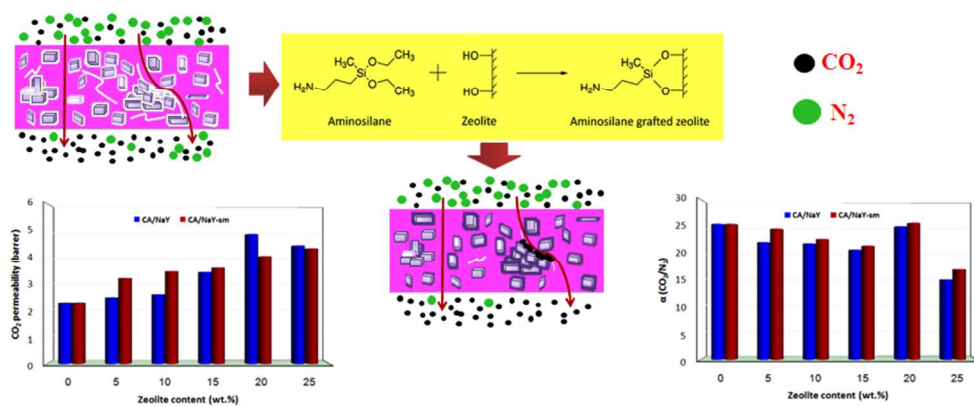 CH₃
H₃C O
Si
O CH₃
H₂N
+
HO
HO
H₃C O
Si
O
H₂N
Aminosilane Zeolite Aminosilane grafted zeolite
CO₂
N₂
CO₂ permeability (barrer)
6
5
4
3
2
1
0
CA/NaY CA/NaY-sm
0 5 10 15 20 25
Zeolite content (wt.%)
α (CO₂/N₂)
30
25
20
15
10
5
0
CA/NaY CA/NaY-sm
0 5 10 15 20 25
Zeolite content (wt.%)